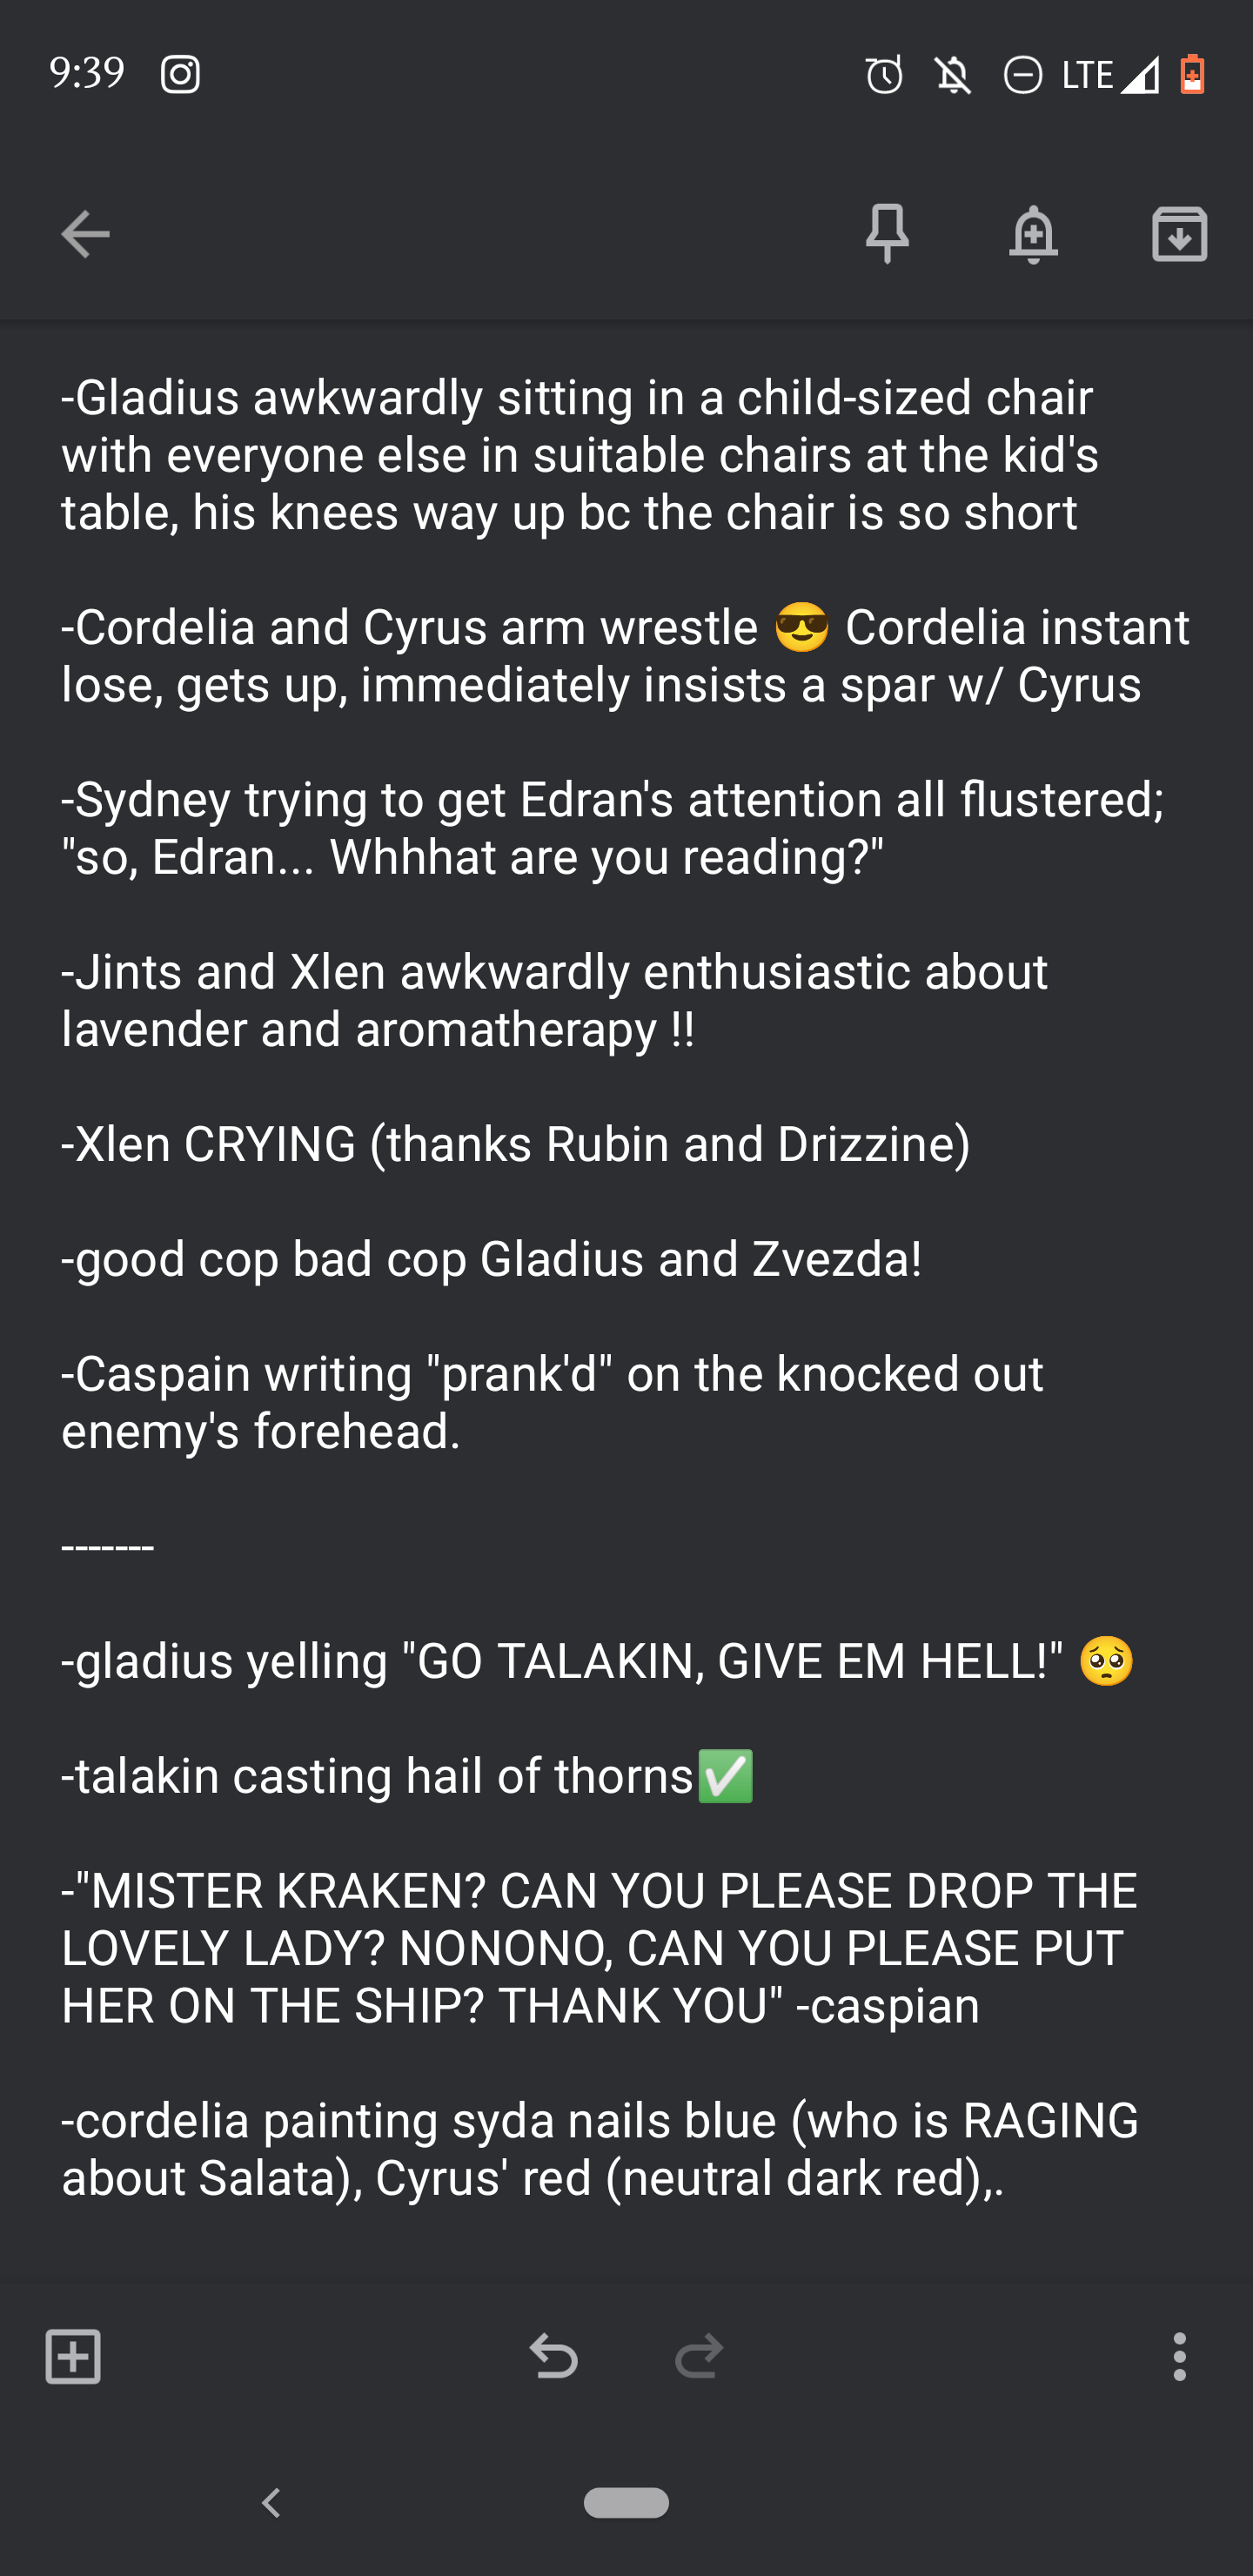 9:39
LTE
-Gladius awkwardly sitting in a child-sized chair
with everyone else in suitable chairs at the kid's
table, his knees way up bc the chair is so short
-Cordelia and Cyrus arm wrestle 😎 Cordelia instant
lose, gets up, immediately insists a spar w/ Cyrus
-Sydney trying to get Edran's attention all flustered;
"so, Edran... Whhhat are you reading?"
-Jints and Xlen awkwardly enthusiastic about
lavender and aromatherapy !!
-Xlen CRYING (thanks Rubin and Drizzine)
-good cop bad cop Gladius and Zvezda!
-Caspain writing "prank'd" on the knocked out
enemy's forehead.
-------
-gladius yelling "GO TALAKIN, GIVE EM HELL!" 🥺
-talakin casting hail of thorns✅
-"MISTER KRAKEN? CAN YOU PLEASE DROP THE
LOVELY LADY? NONONO, CAN YOU PLEASE PUT
HER ON THE SHIP? THANK YOU" -caspian
-cordelia painting syda nails blue (who is RAGING
about Salata), Cyrus' red (neutral dark red),.